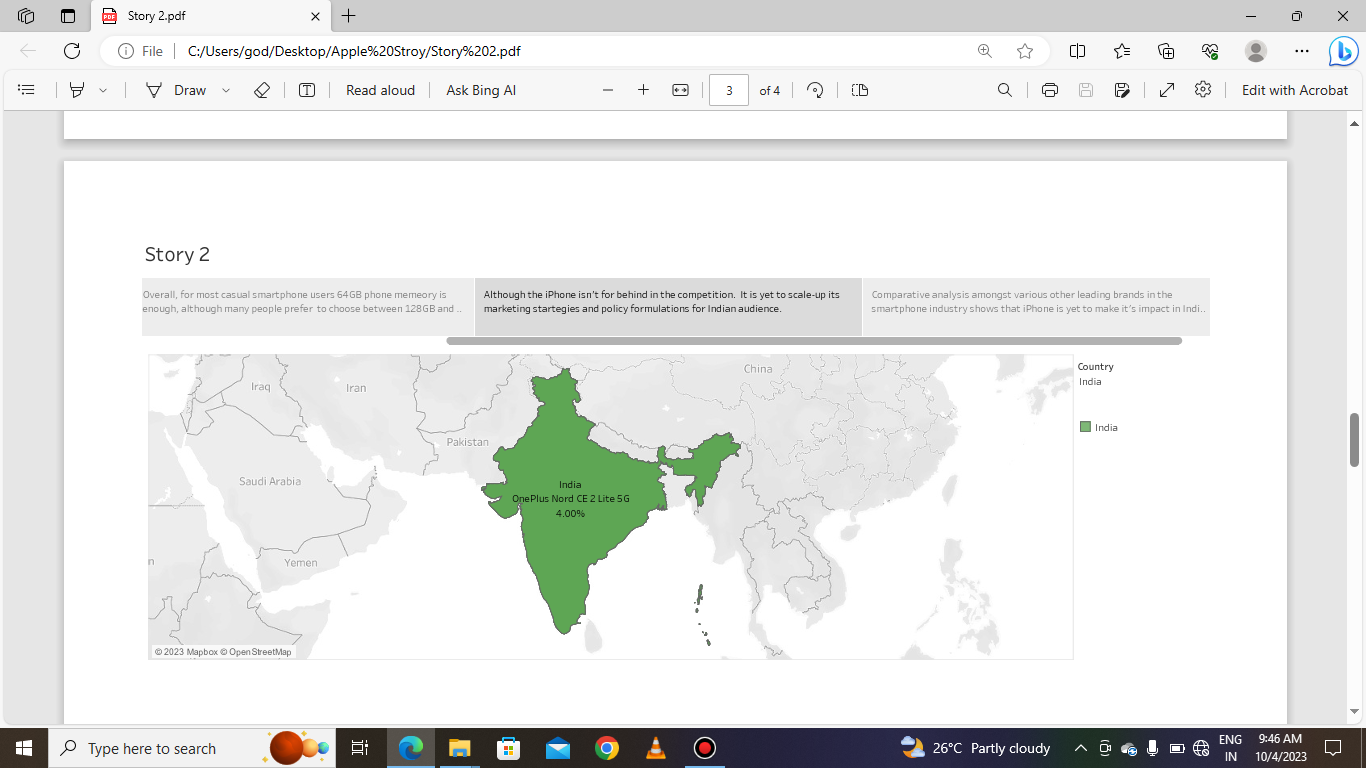 Story 2.pdf
File
C:/Users/god/Desktop/Apple%20Stroy/Story%202.pdf
Draw
Read aloud
Ask Bing AI
3
of 4
Edit with Acrobat
Story 2
Overall, for most casual smartphone users 64GB phone memeory is
enough, although many people prefer to choose between 128GB and ..
Although the iPhone isn't for behind in the competition. It is yet to scale-up its
marketing startegies and policy formulations for Indian audience.
Comparative analysis amongst various other leading brands in the
smartphone industry shows that iPhone is yet to make it's impact in Indi..
Iraq
Iran
China
Pakistan
Saudi Arabia
Yemen
n
India
OnePlus Nord CE 2 Lite 5G
4.00%
© 2023 Mapbox © OpenStreetMap
Country
India
India
Type here to search
26°C Partly cloudy
ENG
IN
9:46 AM
10/4/2023